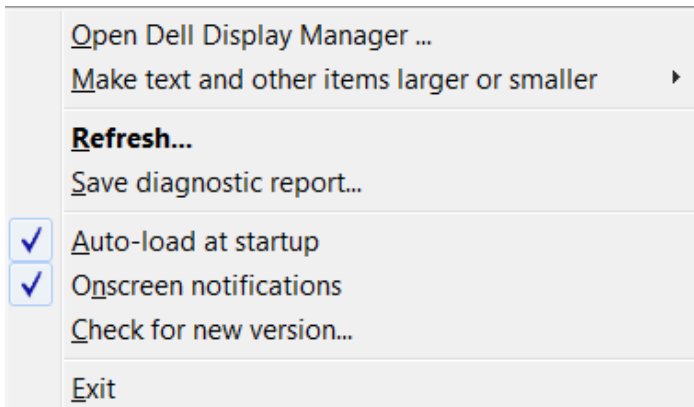 Open Dell Display Manager ...
Make text and other items larger or smaller
Refresh...
Save diagnostic report...
Auto-load at startup
Onscreen notifications
Check for new version...
Exit